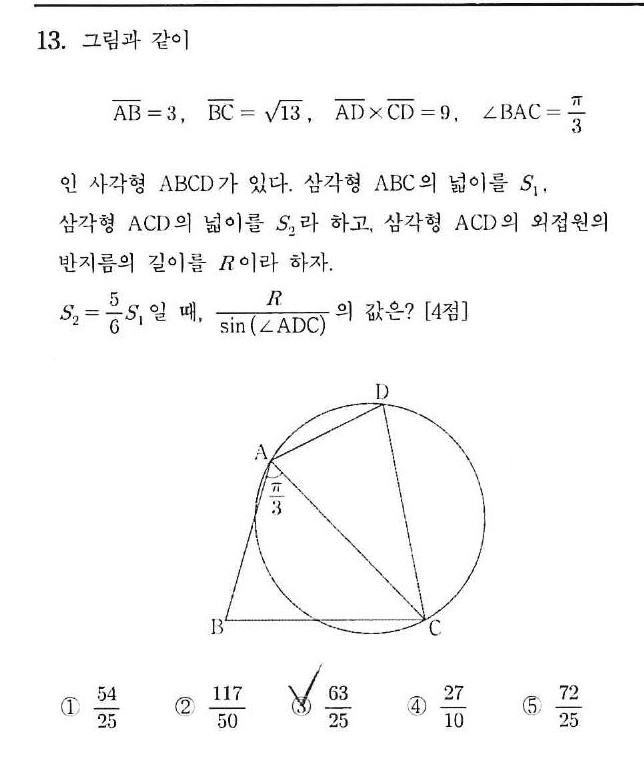 13. 그림과 같이
$\overline{AB}=3, \overline{BC}=\sqrt{13}, \overline{AD}\times\overline{CD}=9, \angle BAC=\frac{\pi}{3}$
인 사각형 ABCD가 있다. 삼각형 ABC의 넓이를 $S_1$,
삼각형 ACD의 넓이를 $S_2$라 하고, 삼각형 ACD의 외접원의
반지름의 길이를 $R$이라 하자.
$S_2=\frac{5}{6}S_1$일 때, $\frac{R}{\sin(\angle ADC)}$의 값은? [4점]
D
A
$\frac{\pi}{3}$
B
C
① $\frac{54}{25}$ ② $\frac{117}{50}$ ③ $\frac{63}{25}$ ④ $\frac{27}{10}$ ⑤ $\frac{72}{25}$